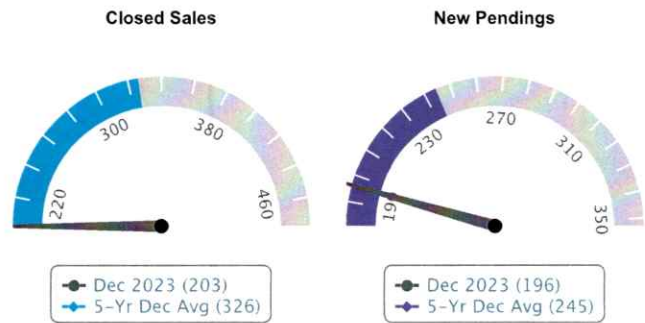 Closed Sales
220
300
380
460
Dec 2023 (203)
5-Yr Dec Avg (326)
New Pendings
230
270
310
350
Dec 2023 (196)
5-Yr Dec Avg (245)